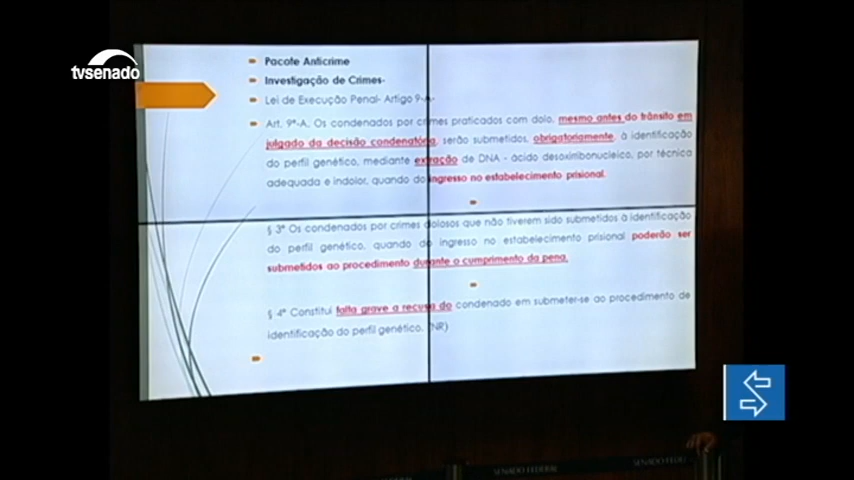 tvsenado
Pacote Anticrime
Investigação de Crimes-
Lei de Execução Penal- Artigo 9-A-
Art. 9º-A. Os condenados por crimes praticados com dolo, mesmo antes do trânsito em
julgado da decisão condenatória, serão submetidos, obrigatoriamente, à identificação
do perfil genético, mediante extração de DNA - ácido desoxirribonucleico, por técnica
adequada e indolor, quando do ingresso no estabelecimento prisional.
§ 3º Os condenados por crimes dolosos que não tiverem sido submetidos à identificação
do perfil genético, quando do ingresso no estabelecimento prisional poderão ser
submetidos ao procedimento durante o cumprimento da pena.
§ 4º Constitui falta grave a recusa do condenado em submeter-se ao procedimento de
identificação do perfil genético. (NR)
SENADO FEDERAL
SENADO FEDE